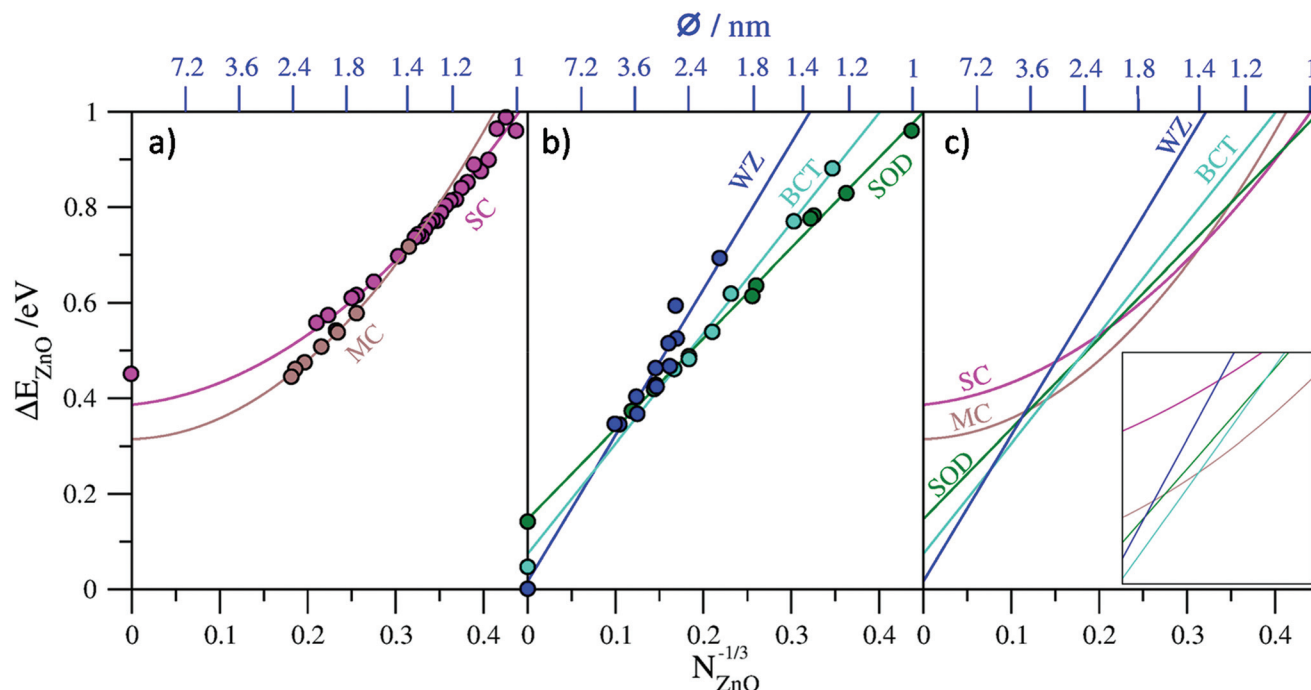 Ø / nm
7.2 3.6 2.4 1.8 1.4 1.2 1
7.2 3.6 2.4 1.8 1.4 1.2 1
7.2 3.6 2.4 1.8 1.4 1.2 1
a)
SC
MC
b)
WZ
BCT
SOD
c)
WZ
BCT
SC
MC
SOD
1
0.8
0.6
0.4
0.2
0
ΔE_ZnO /eV
0 0.1 0.2 0.3 0.4
0 0.1 0.2 0.3 0.4
0 0.1 0.2 0.3 0.4
N_ZnO^-1/3